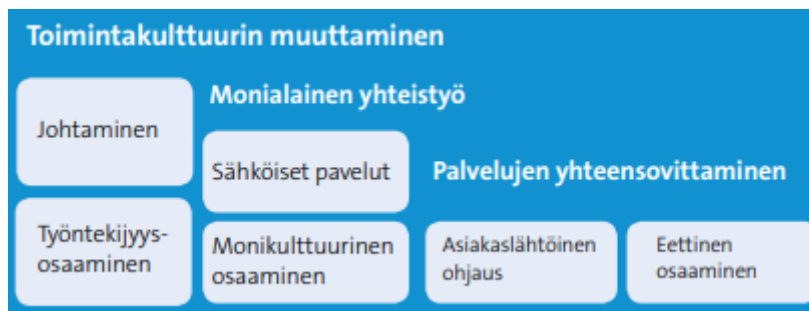 Toimintakulttuurin muuttaminen
Monialainen yhteistyö
Johtaminen
Sähköiset pavelut
Palvelujen yhteensovittaminen
Työntekijyys-
osaaminen
Monikulttuurinen
osaaminen
Asiakaslähtöinen
ohjaus
Eettinen
osaaminen